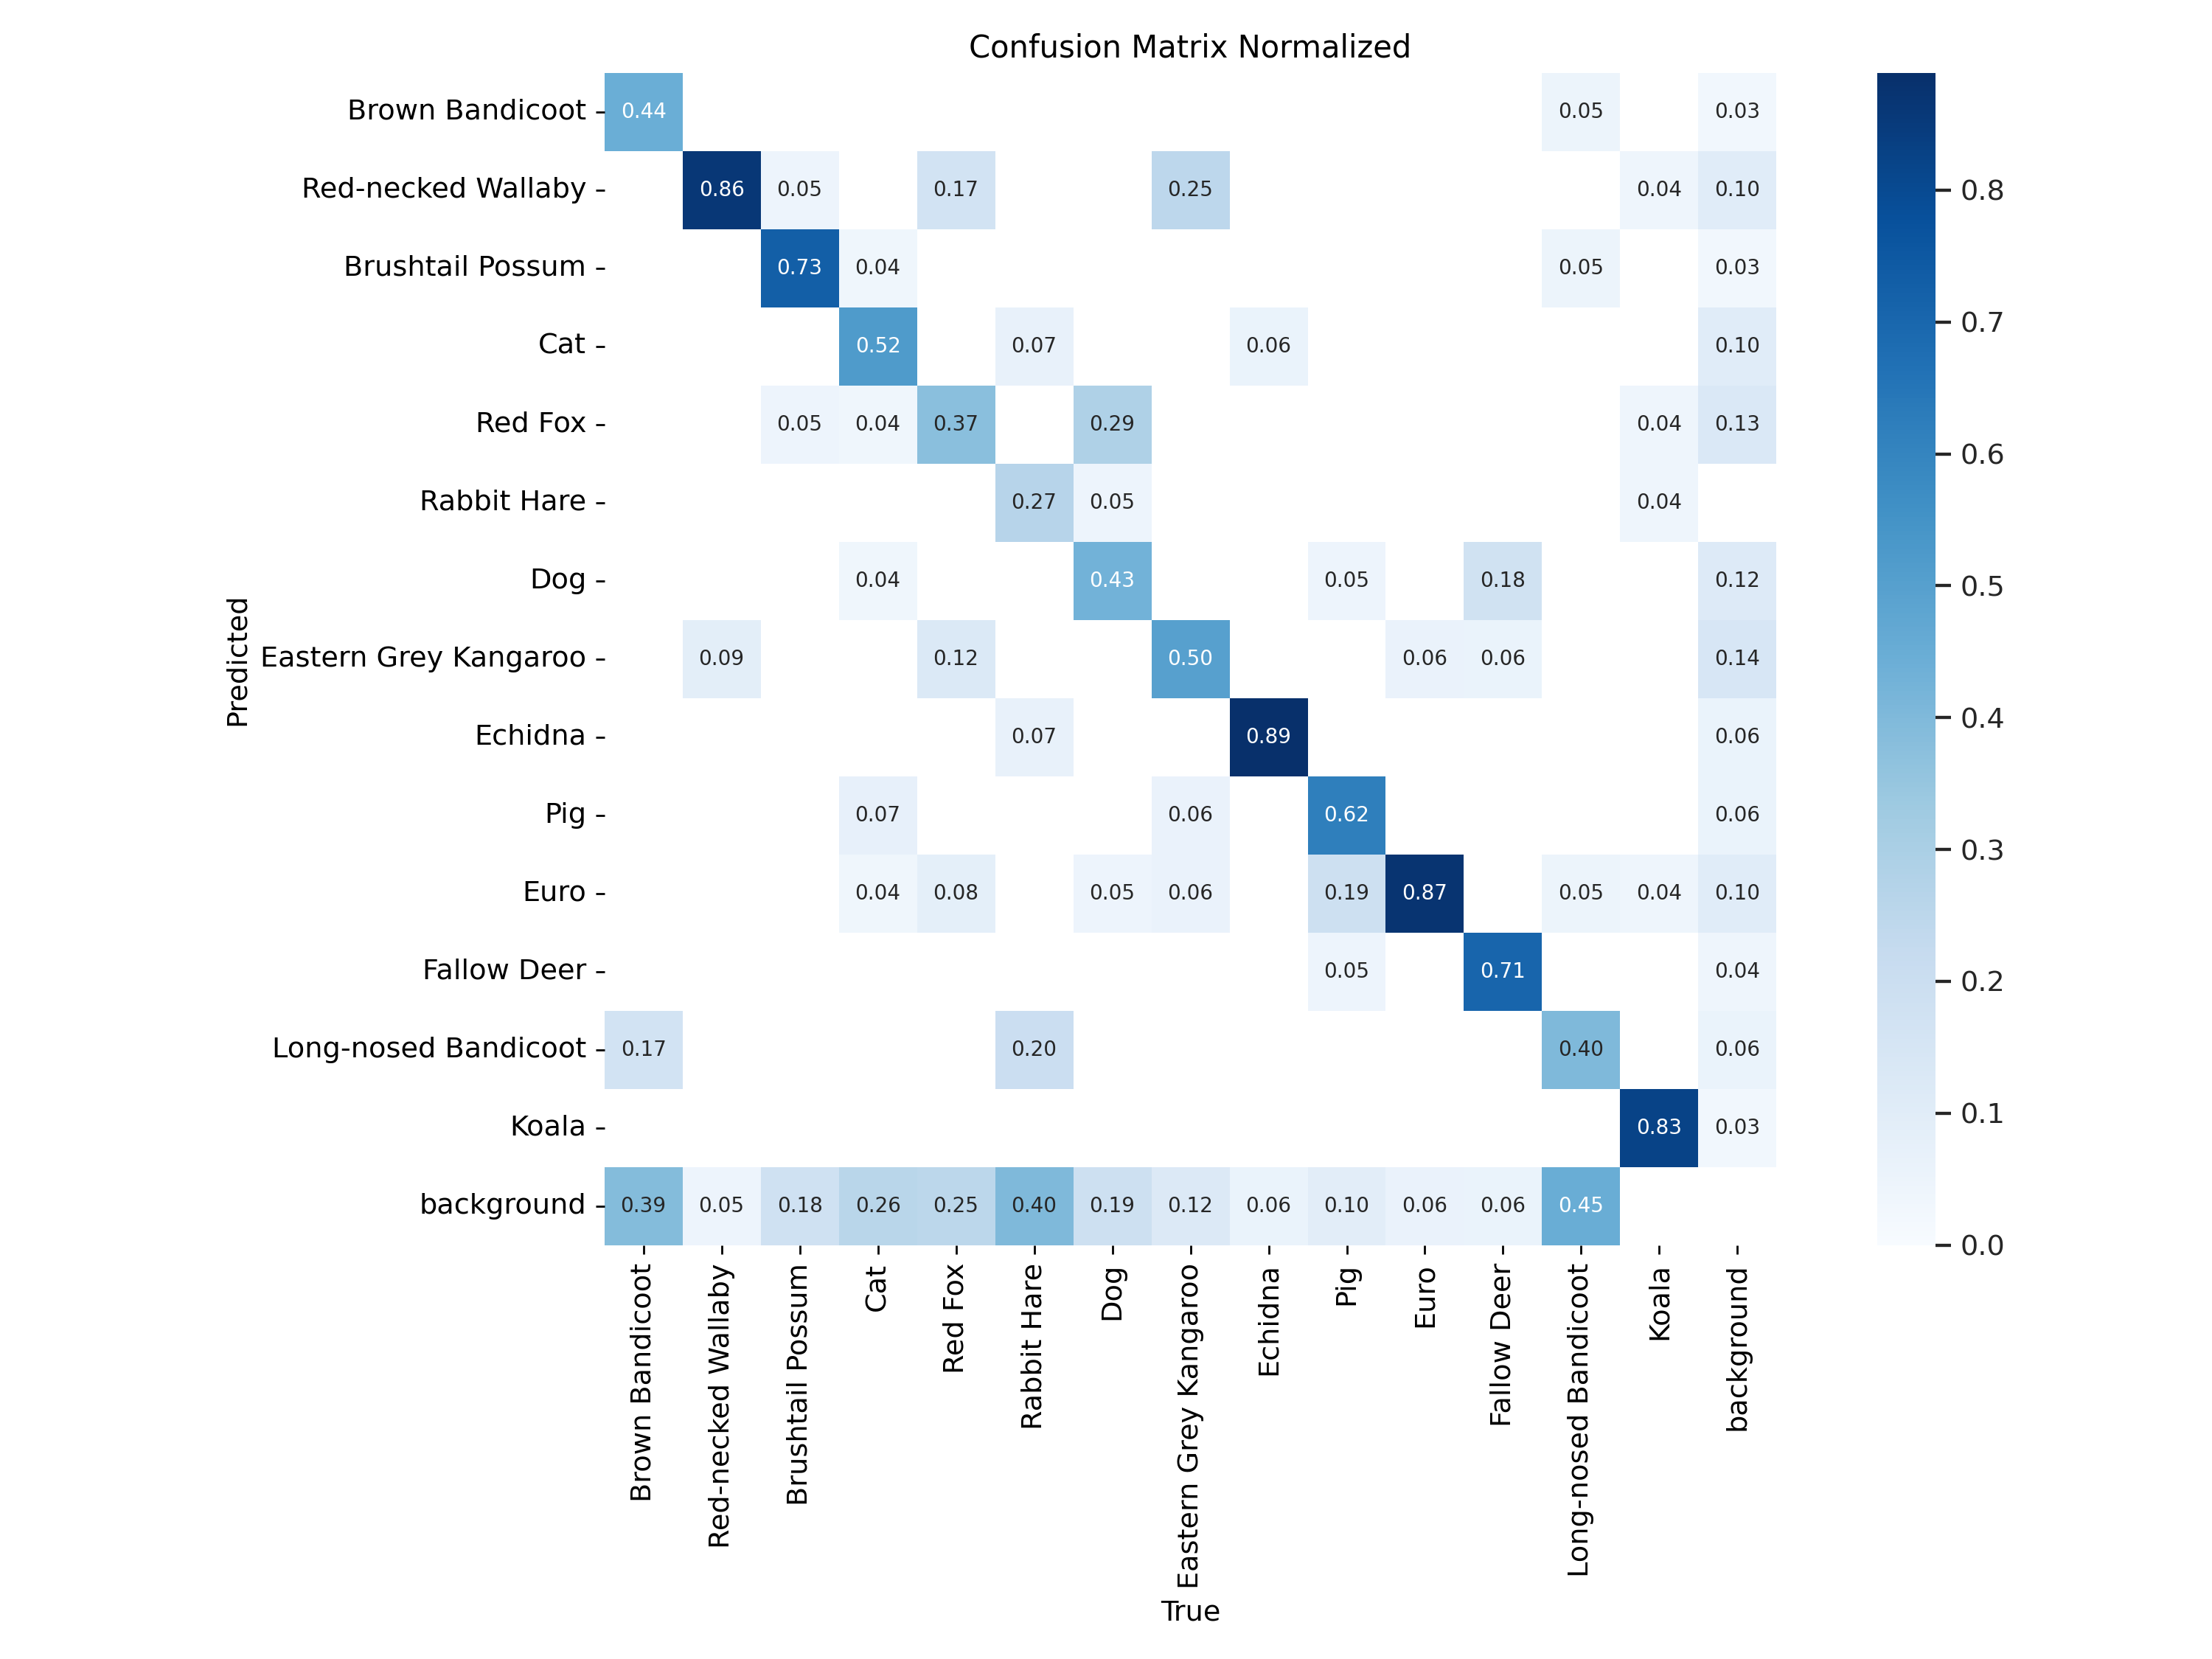 Confusion Matrix Normalized
Brown Bandicoot 0.44 0.05 0.03
Red-necked Wallaby 0.86 0.05 0.17 0.25 0.04 0.10
Brushtail Possum 0.73 0.04 0.05 0.03
Cat 0.52 0.07 0.06 0.10
Red Fox 0.05 0.04 0.37 0.29 0.04 0.13
Rabbit Hare 0.27 0.05 0.04
Dog 0.04 0.43 0.05 0.18 0.12
Eastern Grey Kangaroo 0.09 0.12 0.50 0.06 0.06 0.14
Echidna 0.07 0.89 0.06
Pig 0.07 0.06 0.62 0.06
Euro 0.04 0.08 0.05 0.06 0.19 0.87 0.05 0.04 0.10
Fallow Deer 0.05 0.71 0.04
Long-nosed Bandicoot 0.17 0.20 0.40 0.06
Koala 0.83 0.03
background 0.39 0.05 0.18 0.26 0.25 0.40 0.19 0.12 0.06 0.10 0.06 0.06 0.45
Predicted
Brown Bandicoot
Red-necked Wallaby
Brushtail Possum
Cat
Red Fox
Rabbit Hare
Dog
Eastern Grey Kangaroo
Echidna
Pig
Euro
Fallow Deer
Long-nosed Bandicoot
Koala
background
True
0.8
0.7
0.6
0.5
0.4
0.3
0.2
0.1
0.0